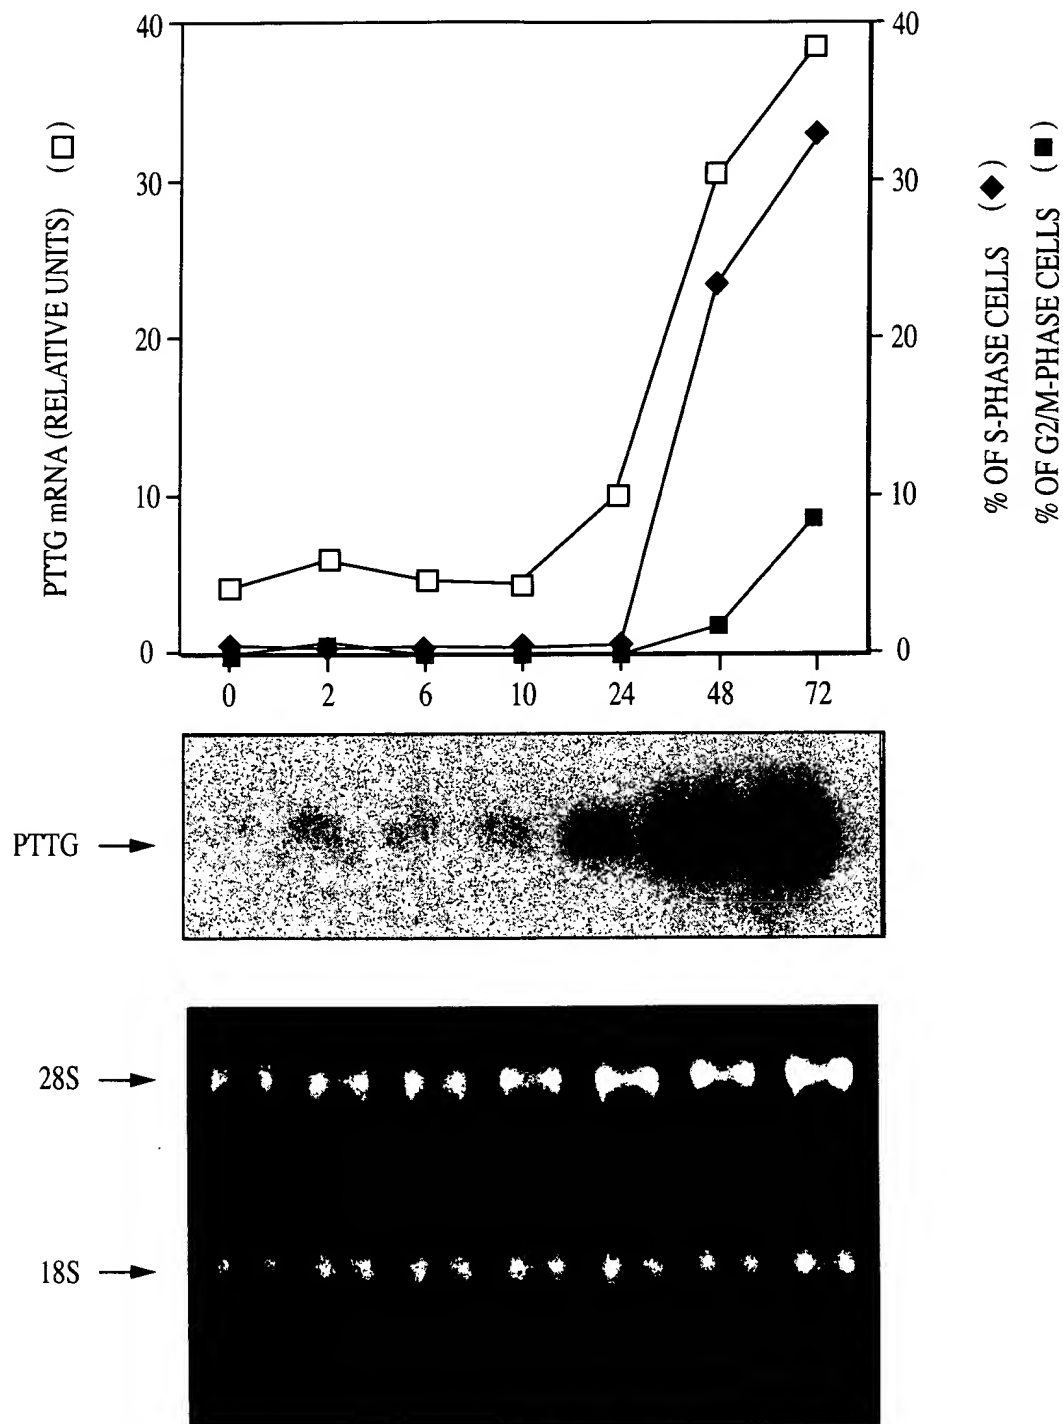 PTTG mRNA (RELATIVE UNITS) (□)
40
30
20
10
0
40
30
20
10
0
% OF S-PHASE CELLS (◆)
% OF G2/M-PHASE CELLS (■)
0 2 6 10 24 48 72
PTTG
28S
18S